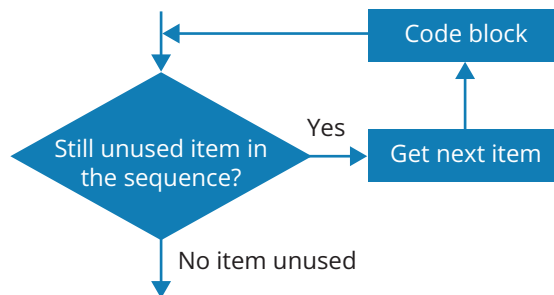 Code block
Yes
Still unused item in
the sequence?
Get next item
No item unused